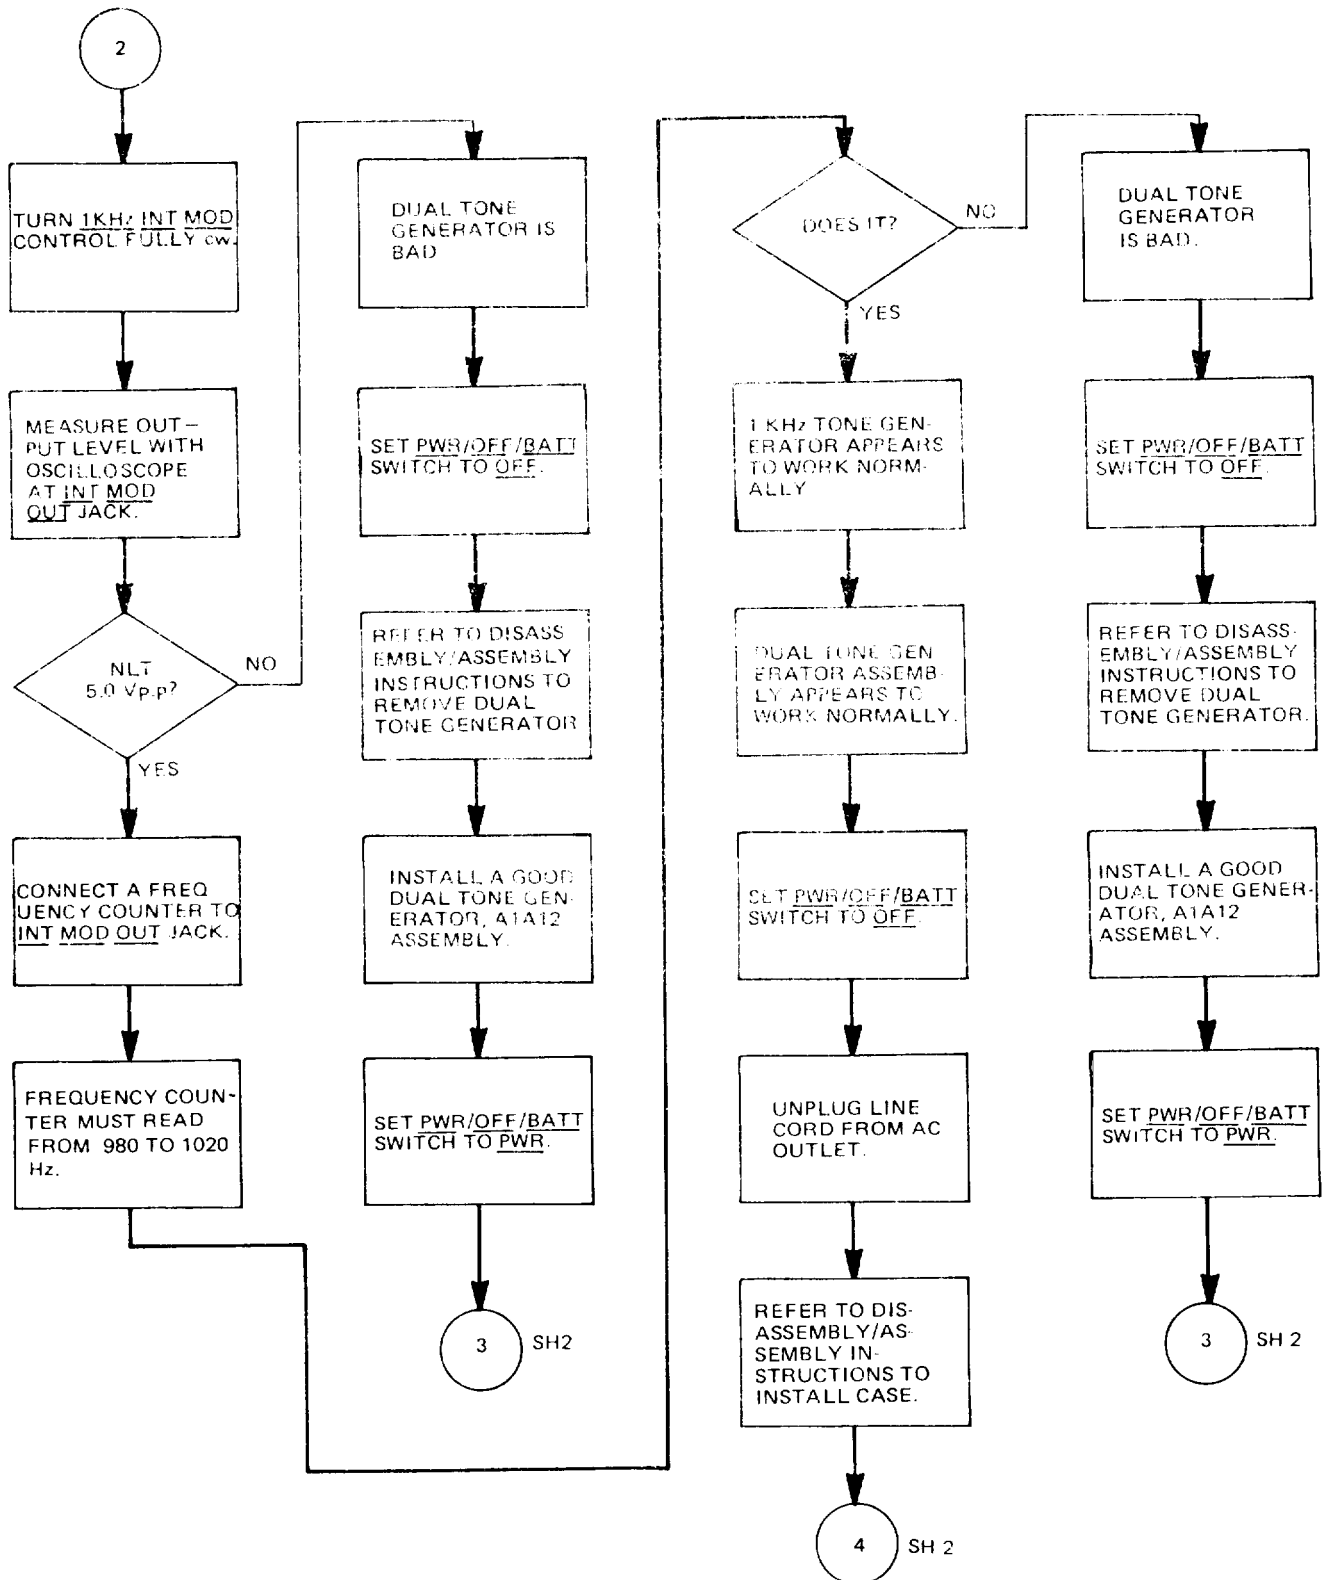 2
TURN 1KHz INT MOD
CONTROL FULLY cw.
MEASURE OUT –
PUT LEVEL WITH
OSCILLOSCOPE
AT INT MOD
OUT JACK.
NLT
5.0 Vp.p?
NO
YES
CONNECT A FREQ
UENCY COUNTER TO
INT MOD OUT JACK.
FREQUENCY COUN-
TER MUST READ
FROM 980 TO 1020
Hz.
DUAL TONE
GENERATOR IS
BAD
SET PWR/OFF/BATT
SWITCH TO OFF.
REFER TO DISASS
EMBLY/ASSEMBLY
INSTRUCTIONS TO
REMOVE DUAL
TONE GENERATOR
INSTALL A GOOD
DUAL TONE GEN-
ERATOR, A1A12
ASSEMBLY.
SET PWR/OFF/BATT
SWITCH TO PWR.
3
SH2
DOES IT?
NO
YES
1 KHz TONE GEN-
ERATOR APPEARS
TO WORK NORM-
ALLY
DUAL TONE GEN
ERATOR ASSEMB-
LY APPEARS TO
WORK NORMALLY.
SET PWR/OFF/BATT
SWITCH TO OFF.
UNPLUG LINE
CORD FROM AC
OUTLET.
REFER TO DIS-
ASSEMBLY/AS-
SEMBLY IN-
STRUCTIONS TO
INSTALL CASE.
4
SH 2
DUAL TONE
GENERATOR
IS BAD.
SET PWR/OFF/BATT
SWITCH TO OFF.
REFER TO DISAS-
EMBLY/ASSEMBLY
INSTRUCTIONS TO
REMOVE DUAL
TONE GENERATOR.
INSTALL A GOOD
DUAL TONE GENER-
ATOR, A1A12
ASSEMBLY.
SET PWR/OFF/BATT
SWITCH TO PWR.
3
SH 2